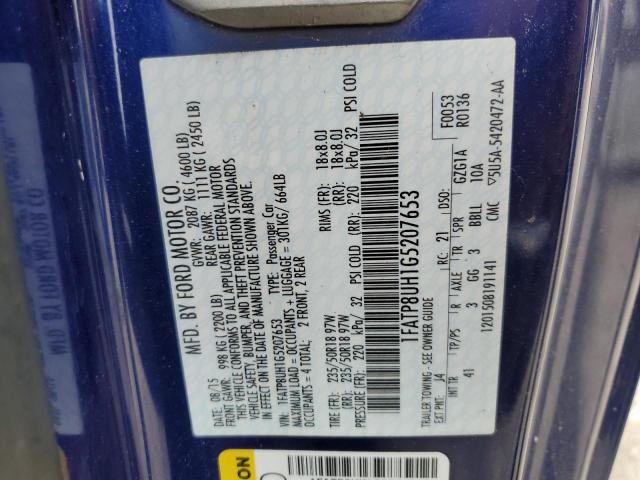 MFD. BY FORD MOTOR CO.
DATE: 08/15 GVWR: 2087 KG ( 4600 LB)
FRONT GAWR: 998 KG (2200 LB) REAR GAWR: 1111 KG ( 2450 LB)
THIS VEHICLE CONFORMS TO ALL APPLICABLE FEDERAL MOTOR
VEHICLE SAFETY, BUMPER, AND THEFT PREVENTION STANDARDS
IN EFFECT ON THE DATE OF MANUFACTURE SHOWN ABOVE.
VIN: 1FATP8UH1G5207653 TYPE: Passenger Car
MAXIMUM LOAD = OCCUPANTS + LUGGAGE = 301KG/ 664LB
OCCUPANTS = 4 TOTAL: 2 FRONT, 2 REAR
TIRE (FR): 235/50R18 97W RIMS (FR): 18x8.0J
TIRE (RR): 235/50R18 97W (RR): 18x8.0J
PSI COLD (FR): 220 kPa/ 32 PSI COLD (RR): 220 kPa/ 32 PSI COLD
1FATP8UH1G5207653
TRAILER TOWING - SEE OWNER GUIDE F0053
EXT PNT: J4 RC: 21 DSO: R0136
INT TR TP/PS R AXLE TR SPR GZG1A
41 3 GG 3 BBLL 10A
1201508191141 CMC 5U5A-5420472-AA